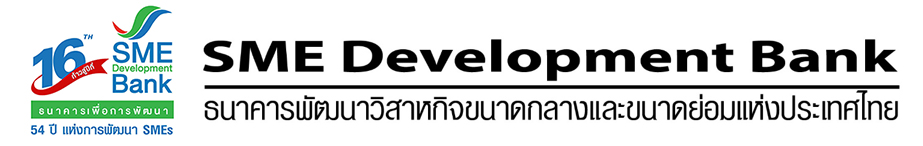 16TH
ก้าวสู่ปีที่
SME
Development
Bank
ธนาคารเพื่อการพัฒนา
54 ปี แห่งการพัฒนา SMEs
SME Development Bank
ธนาคารพัฒนาวิสาหกิจขนาดกลางและขนาดย่อมแห่งประเทศไทย